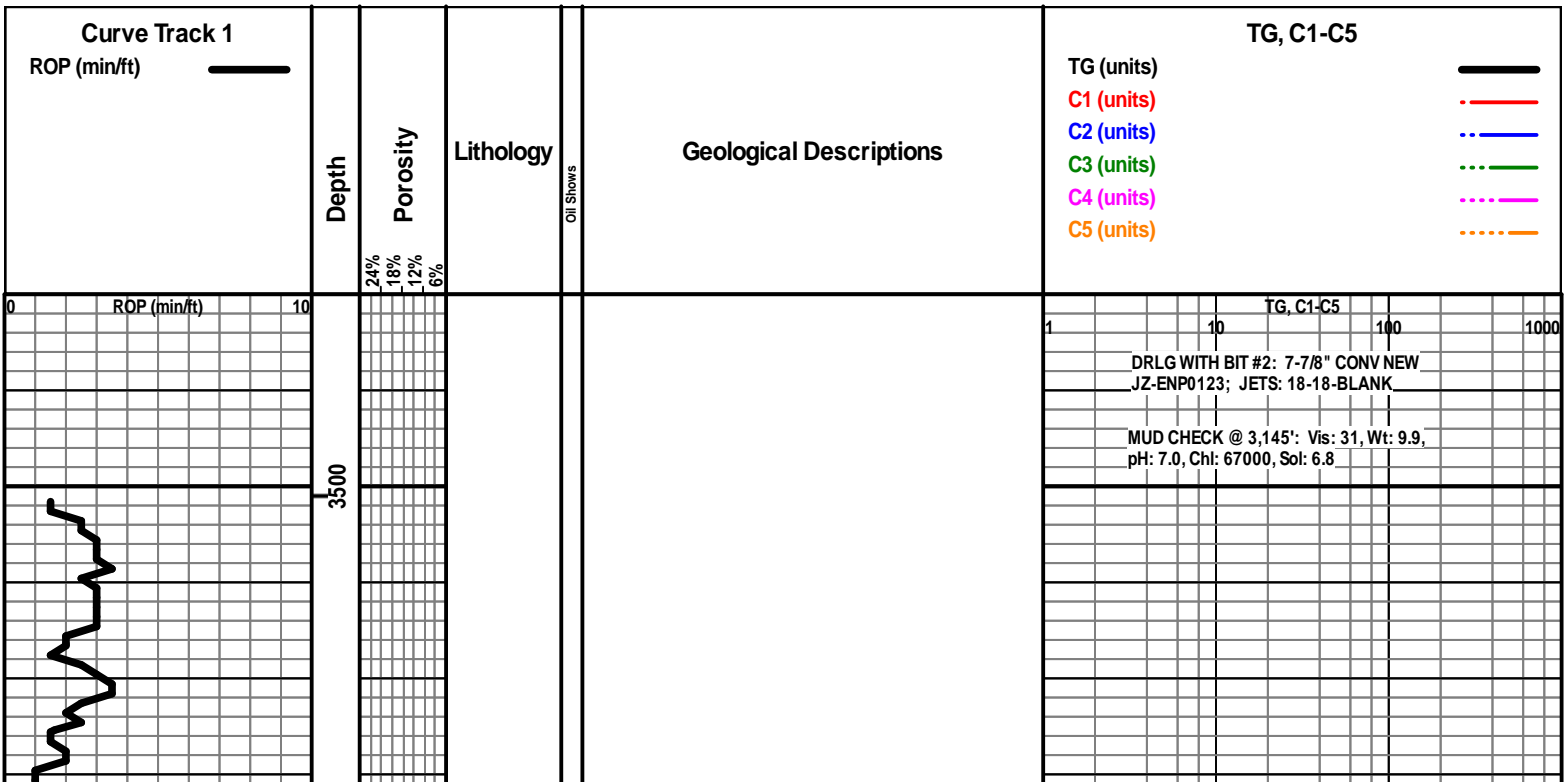 Curve Track 1
ROP (min/ft)
Depth
Porosity
24%
18%
12%
6%
Lithology
Oil Shows
Geological Descriptions
TG, C1-C5
TG (units)
C1 (units)
C2 (units)
C3 (units)
C4 (units)
C5 (units)
0 ROP (min/ft) 10
TG, C1-C5
1 10 100 1000
DRLG WITH BIT #2: 7-7/8" CONV NEW
JZ-ENP0123; JETS: 18-18-BLANK
MUD CHECK @ 3,145': Vis: 31, Wt: 9.9,
pH: 7.0, Chl: 67000, Sol: 6.8
3500